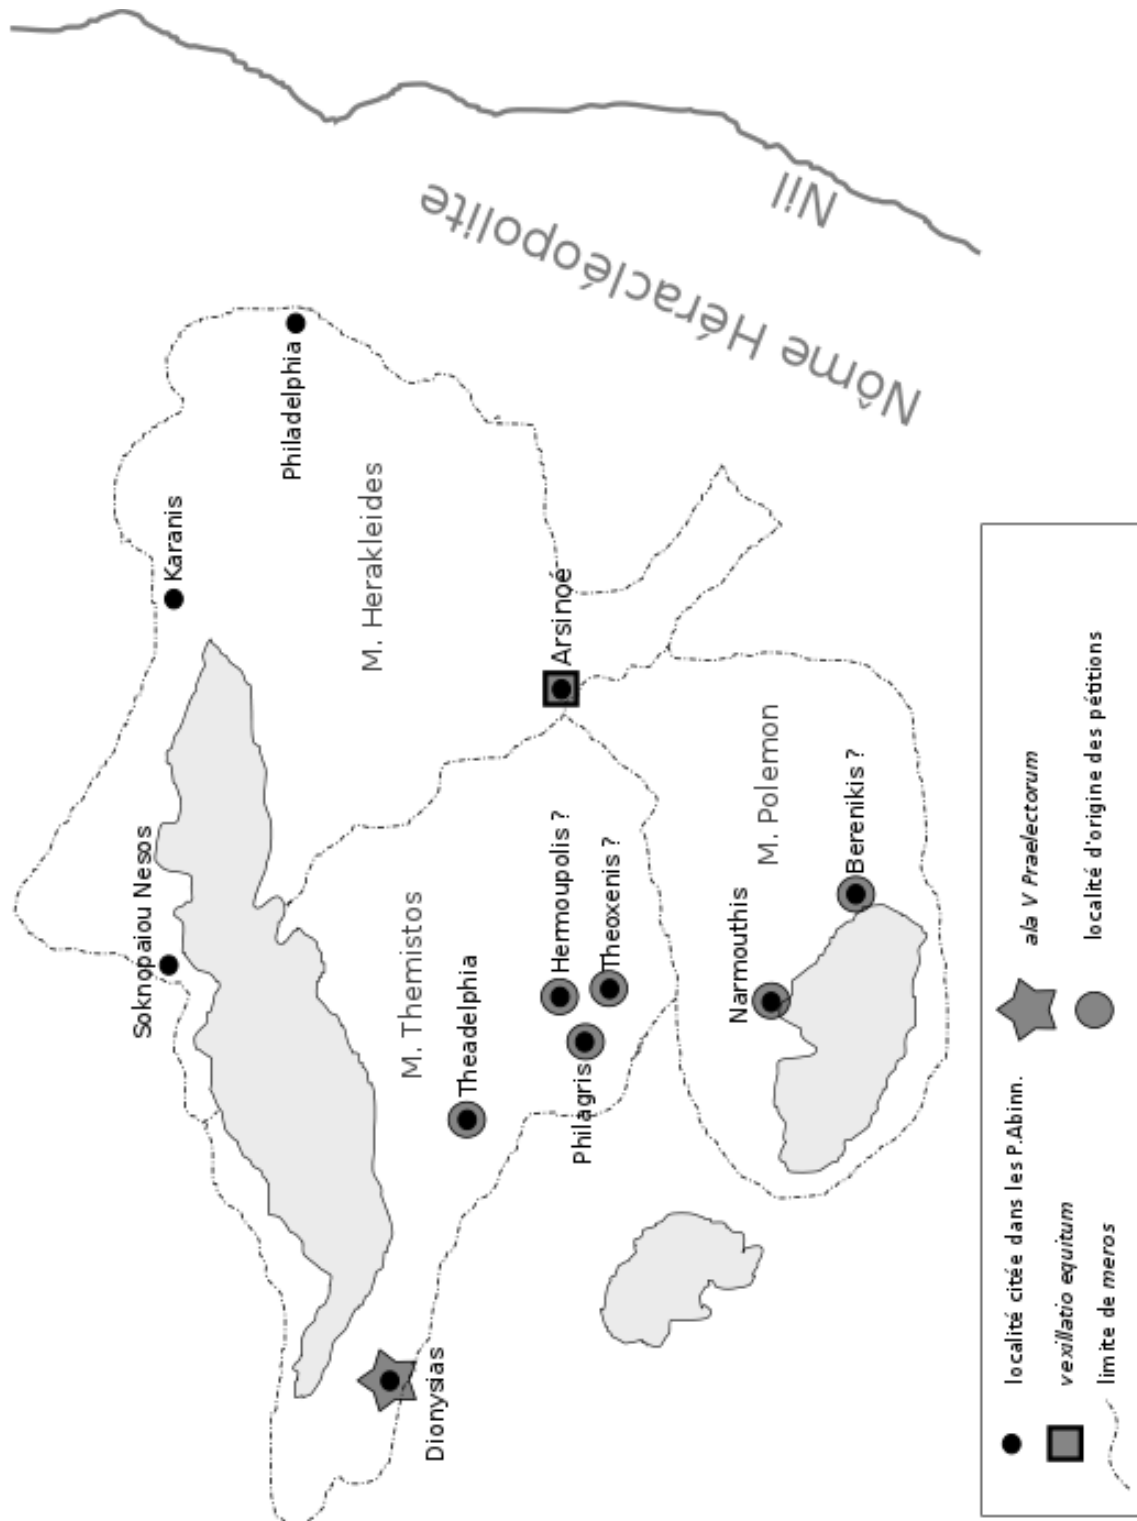 Nil
Nôme Héracléopolite
Philadelphia
Karanis
M. Herakleides
Arsinoé
Soknopaiou Nesos
M. Themistos
Theadelphia
Hermoupolis ?
Theoxenis ?
Philagris
M. Polemon
Narmouthis
Berenikis ?
Dionysias
localité citée dans les P.Abinn.
vexillatio equitum
limite de meros
ala V Praelectorum
localité d'origine des pétitions